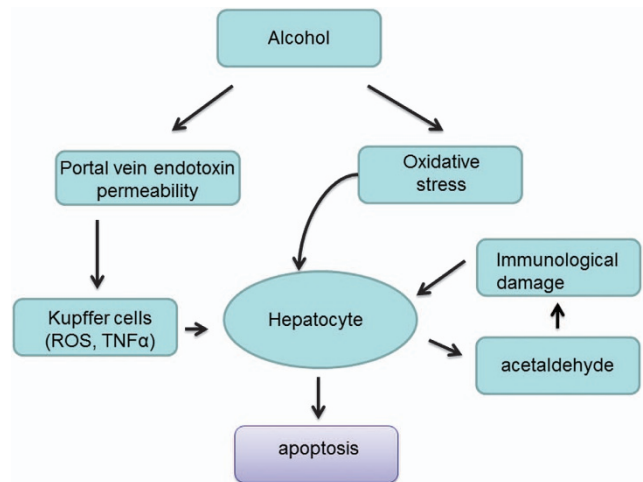 Alcohol
Portal vein endotoxin
permeability
Oxidative
stress
Immunological
damage
Kupffer cells
(ROS, TNFα)
Hepatocyte
acetaldehyde
apoptosis